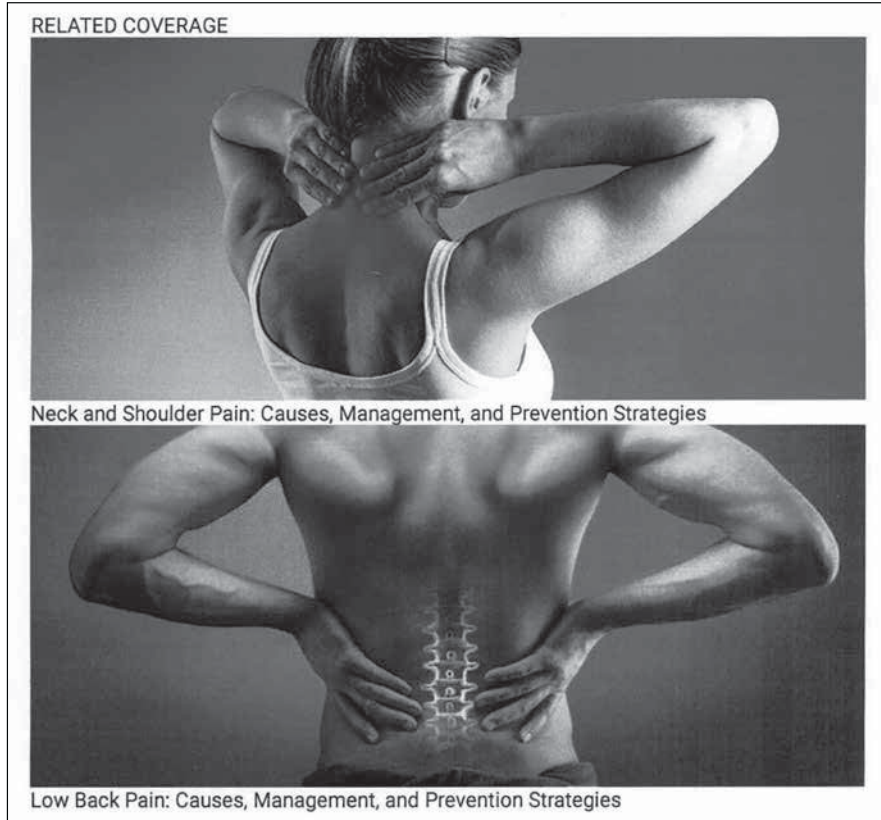 RELATED COVERAGE
Neck and Shoulder Pain: Causes, Management, and Prevention Strategies
Low Back Pain: Causes, Management, and Prevention Strategies